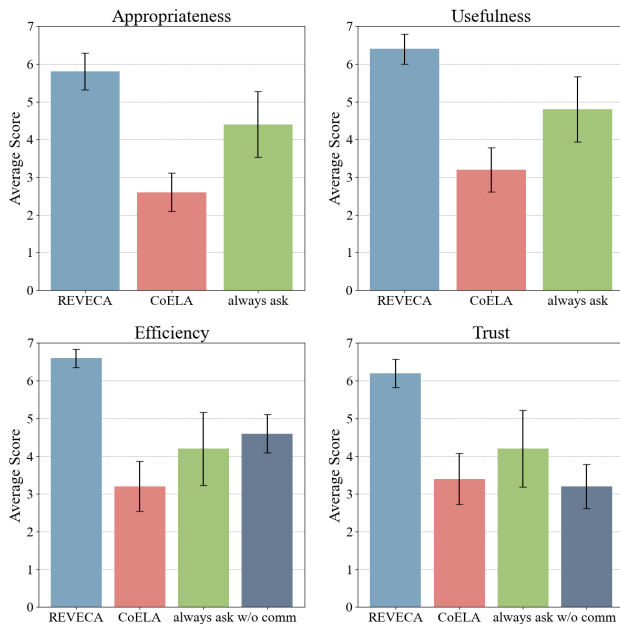 Appropriateness
7
6
5
4
3
2
1
0
Average Score
REVECA CoELA always ask
Usefulness
7
6
5
4
3
2
1
0
Average Score
REVECA CoELA always ask
Efficiency
7
6
5
4
3
2
1
0
Average Score
REVECA CoELA always ask w/o comm
Trust
7
6
5
4
3
2
1
0
Average Score
REVECA CoELA always ask w/o comm